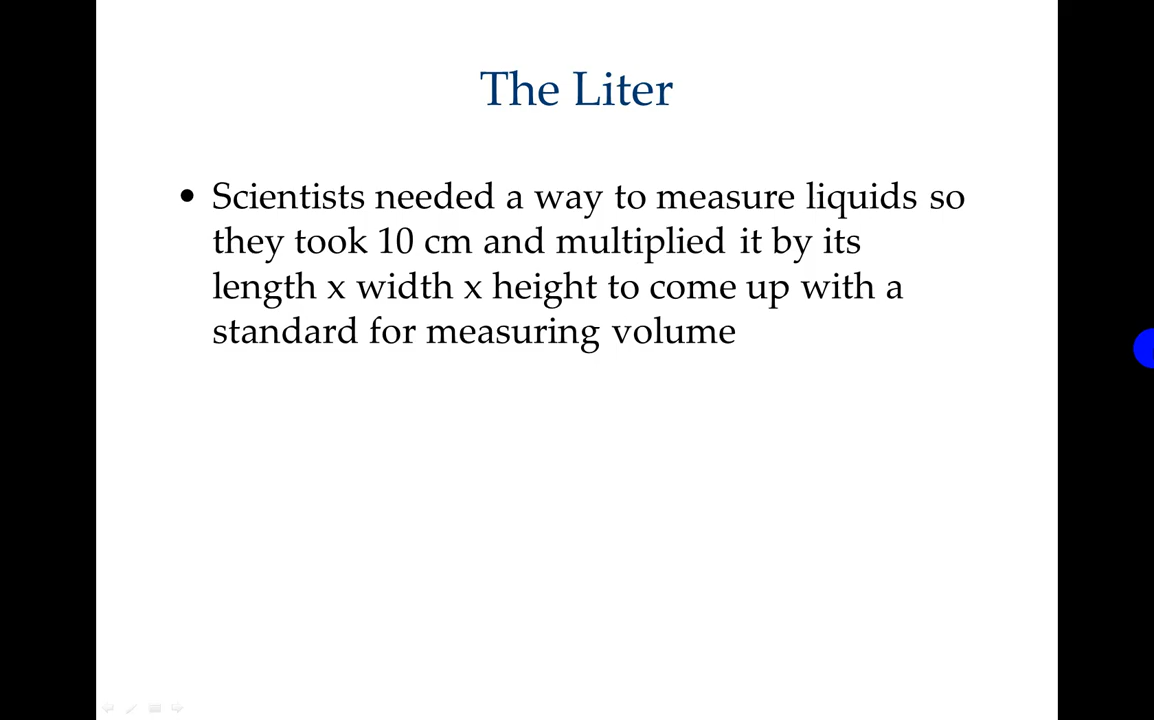 The Liter
• Scientists needed a way to measure liquids so
they took 10 cm and multiplied it by its
length x width x height to come up with a
standard for measuring volume